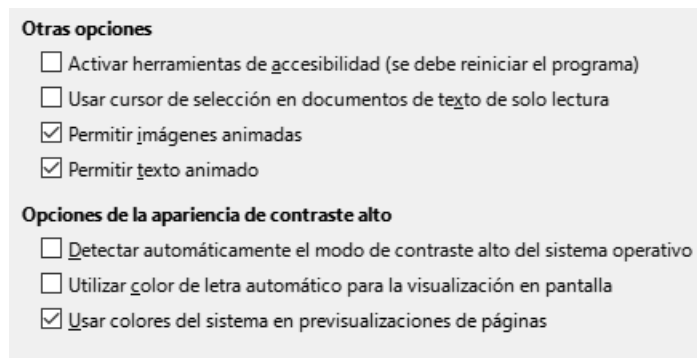 Otras opciones
Activar herramientas de accesibilidad (se debe reiniciar el programa)
Usar cursor de selección en documentos de texto de solo lectura
Permitir imágenes animadas
Permitir texto animado
Opciones de la apariencia de contraste alto
Detectar automáticamente el modo de contraste alto del sistema operativo
Utilizar color de letra automático para la visualización en pantalla
Usar colores del sistema en previsualizaciones de páginas